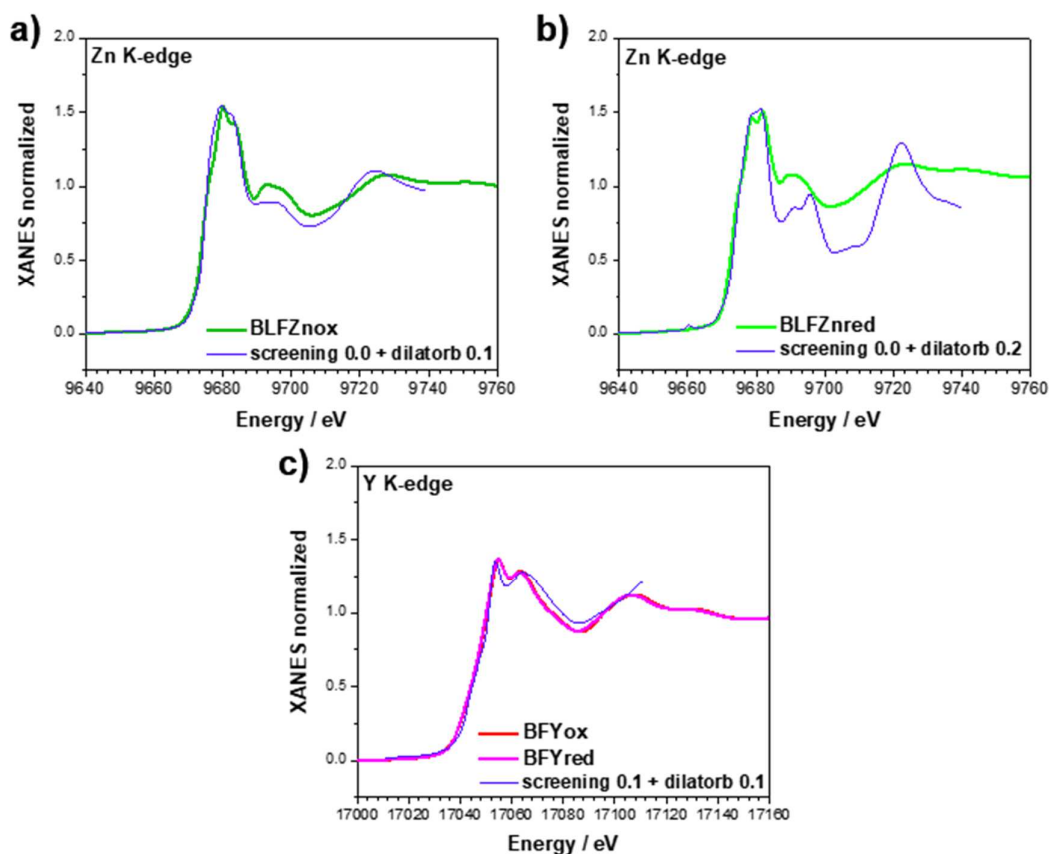 a)
Zn K-edge
XANES normalized
2.0
1.5
1.0
0.5
0.0
BLFZnox
screening 0.0 + dilatorb 0.1
9640 9660 9680 9700 9720 9740 9760
Energy / eV
b)
Zn K-edge
XANES normalized
2.0
1.5
1.0
0.5
0.0
BLFZnred
screening 0.0 + dilatorb 0.2
9640 9660 9680 9700 9720 9740 9760
Energy / eV
c)
Y K-edge
XANES normalized
2.0
1.5
1.0
0.5
0.0
BFYox
BFYred
screening 0.1 + dilatorb 0.1
17000 17020 17040 17060 17080 17100 17120 17140 17160
Energy / eV